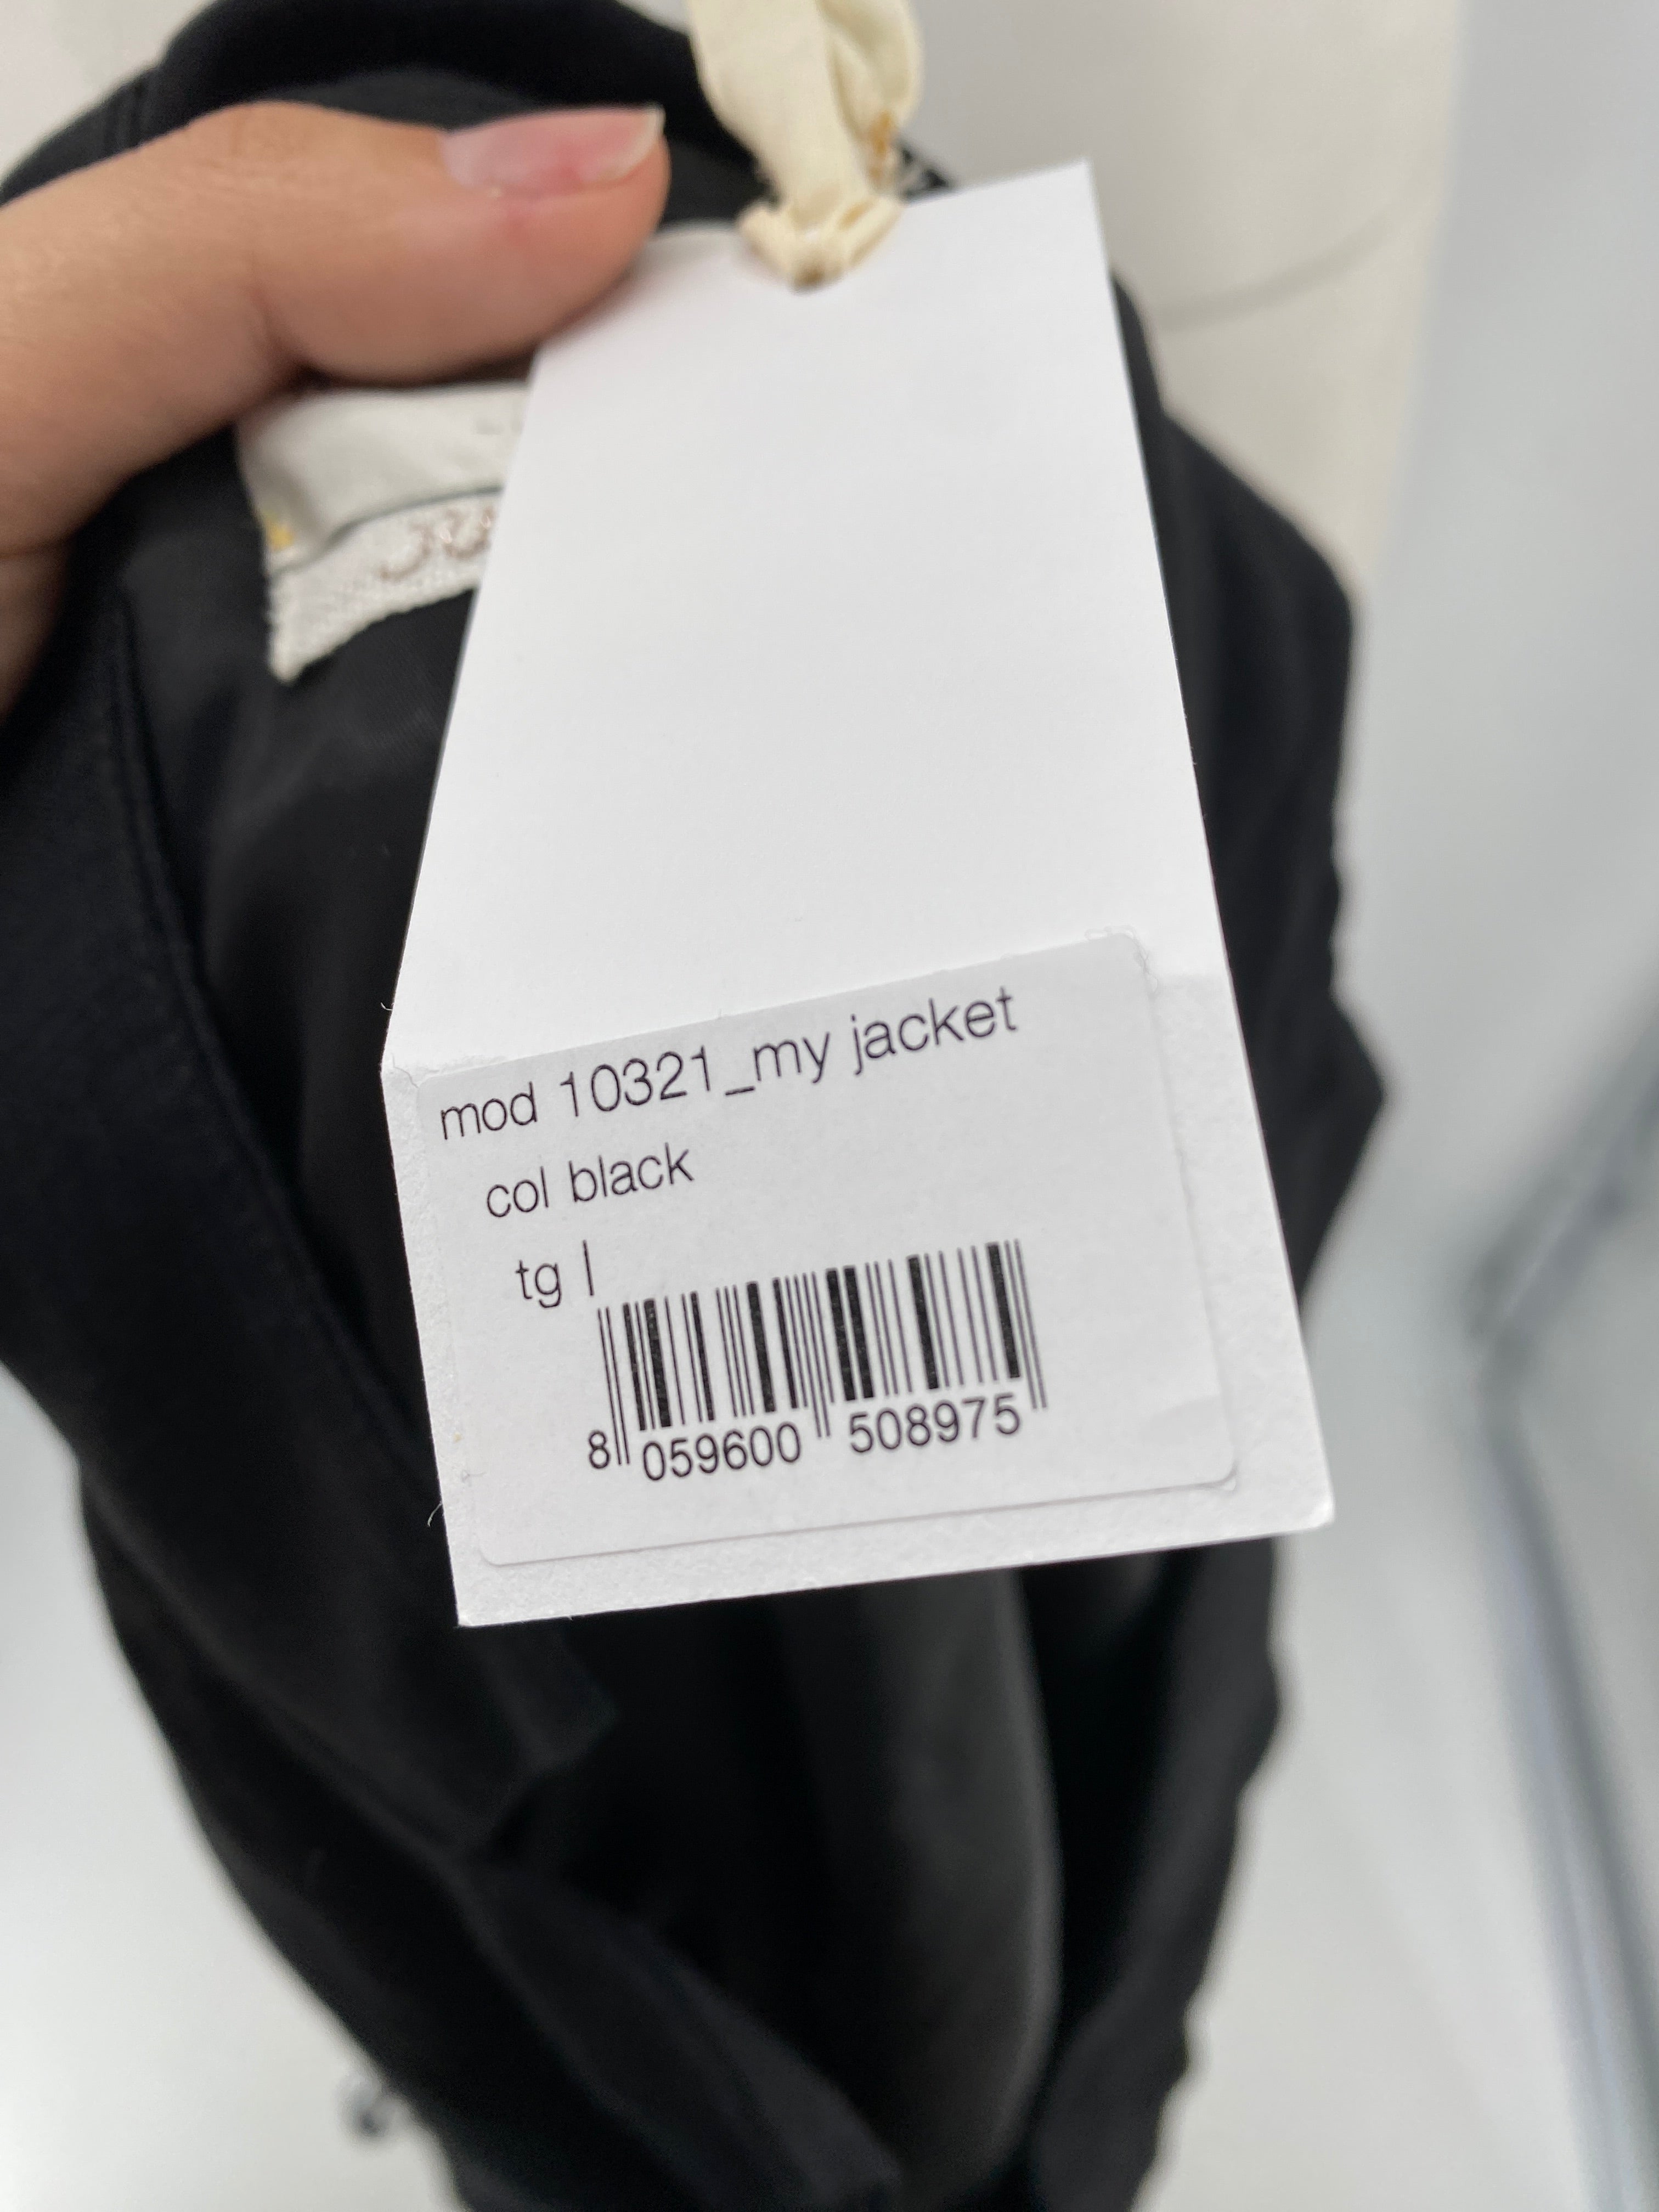 mod 10321_my jacket
col black
tg l
8 059600 508975